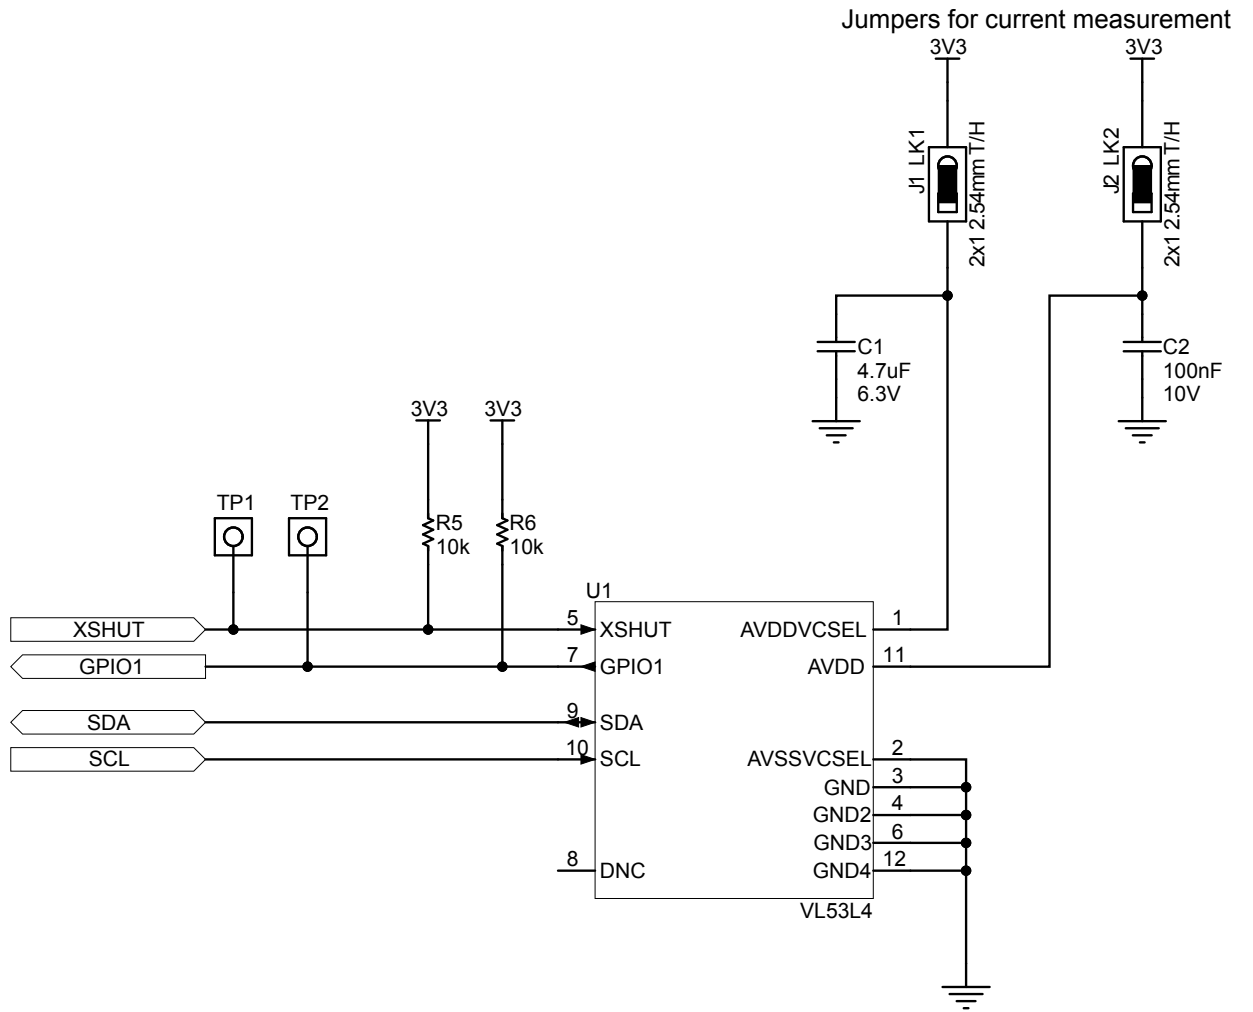 Jumpers for current measurement
3V3 3V3
J1 LK1
2x1 2.54mm T/H
J2 LK2
2x1 2.54mm T/H
C1
4.7uF
6.3V
C2
100nF
10V
3V3 3V3
TP1 TP2
R5
10k
R6
10k
U1
XSHUT 5 XSHUT AVDDVCSEL 1
GPIO1 7 GPIO1 AVDD 11
SDA 9 SDA
SCL 10 SCL AVSSVCSEL 2
GND 3
GND2 4
GND3 6
8 DNC GND4 12
VL53L4